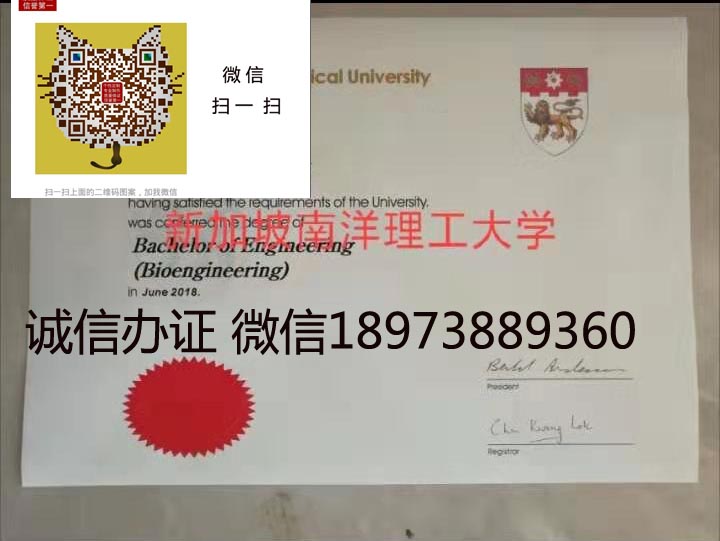 信誉第一
微信
扫一扫
扫一扫上面的二维码图案，加我微信
ical University
having satisfied the requirements of the University,
was conferred the degree of
新加坡南洋理工大学
Bachelor of Engineering
(Bioengineering)
in June 2018.
诚信办证 微信18973889360
President
Registrar